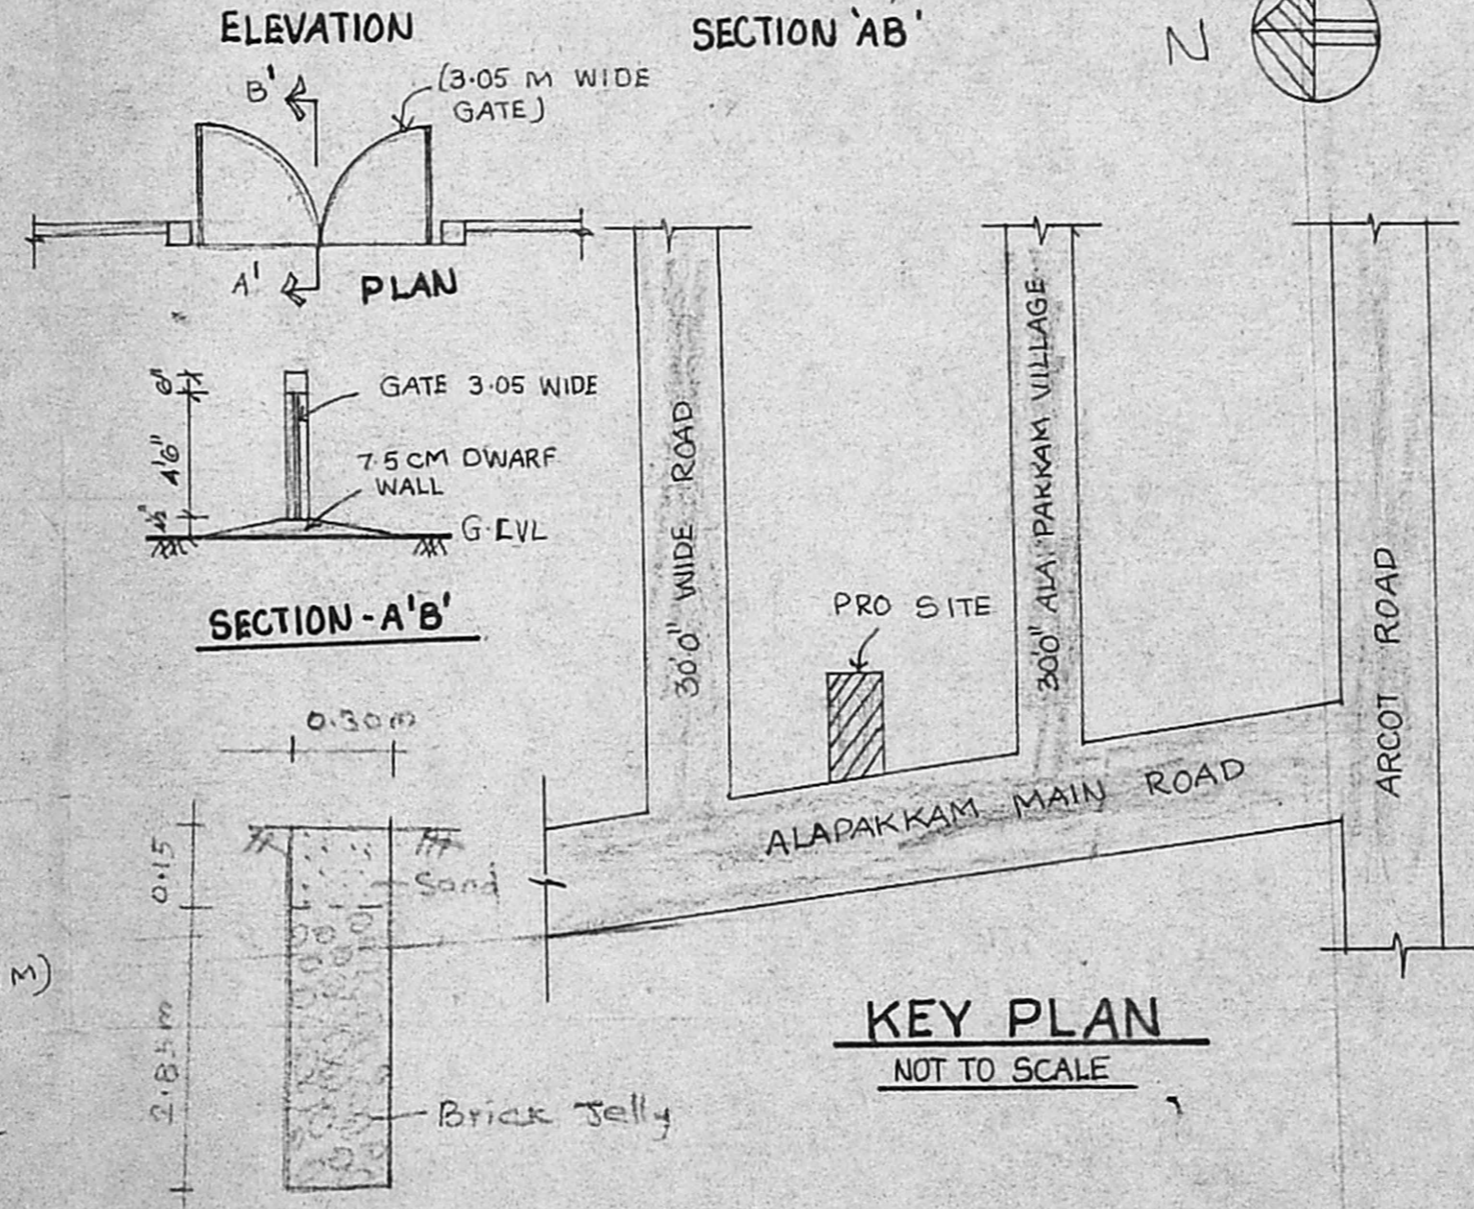 ELEVATION
SECTION 'AB'
N
B'
(3.05 M WIDE
GATE)
A'
PLAN
6"
GATE 3.05 WIDE
4'6"
7.5 CM DWARF
WALL
G.LVL
SECTION-A'B'
30'0" WIDE ROAD
30'0" ALAPAKKAM VILLAGE
ARCOT ROAD
PRO SITE
ALAPAKKAM MAIN ROAD
0.30m
0.15
Sand
M)
2.85m
Brick Jelly
KEY PLAN
NOT TO SCALE